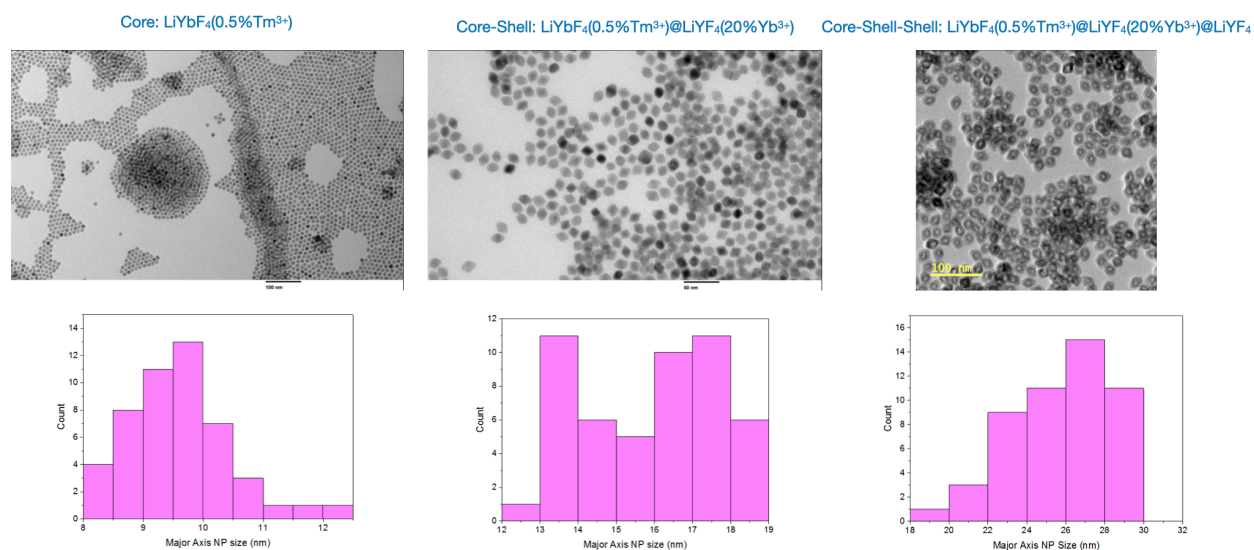 Core: LiYbF₄(0.5%Tm³⁺)
Core-Shell: LiYbF₄(0.5%Tm³⁺)@LiYF₄(20%Yb³⁺)
Core-Shell-Shell: LiYbF₄(0.5%Tm³⁺)@LiYF₄(20%Yb³⁺)@LiYF₄
100 nm
50 nm
100 nm
14
12
10
8
6
4
2
0
Count
8 9 10 11 12
Major Axis NP size (nm)
12
10
8
6
4
2
0
Count
12 13 14 15 16 17 18 19
Major Axis NP size (nm)
16
14
12
10
8
6
4
2
0
Count
18 20 22 24 26 28 30 32
Major Axis NP Size (nm)